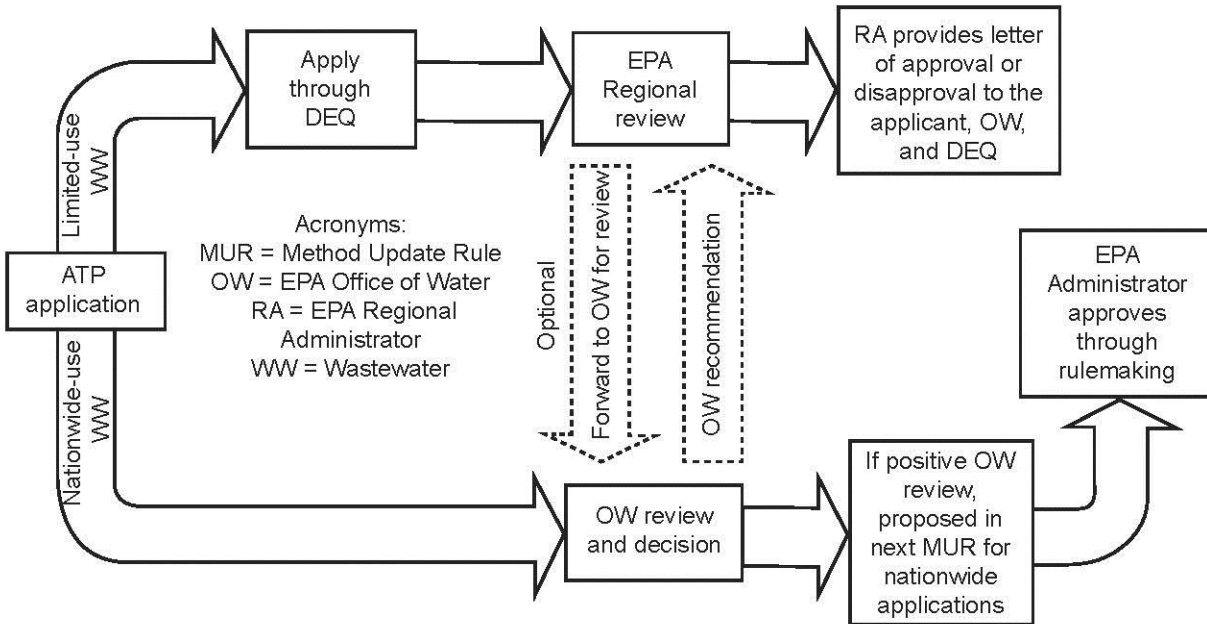 Apply
through
DEQ
EPA
Regional
review
RA provides letter
of approval or
disapproval to the
applicant, OW,
and DEQ
Limited-use
WW
ATP
application
Nationwide-use
WW
Acronyms:
MUR = Method Update Rule
OW = EPA Office of Water
RA = EPA Regional
Administrator
WW = Wastewater
Optional
Forward to OW for review
OW recommendation
EPA
Administrator
approves
through
rulemaking
OW review
and decision
If positive OW
review,
proposed in
next MUR for
nationwide
applications